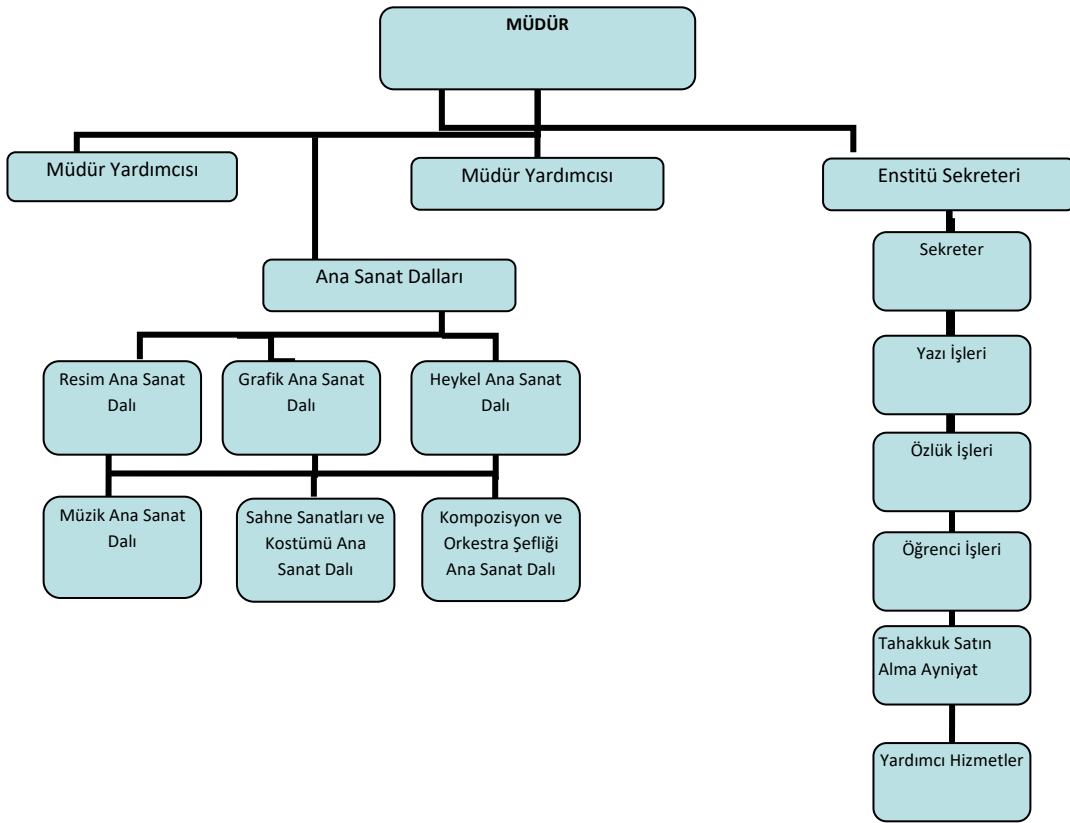 MÜDÜR
Müdür Yardımcısı
Müdür Yardımcısı
Enstitü Sekreteri
Ana Sanat Dalları
Resim Ana Sanat
Dalı
Grafik Ana Sanat
Dalı
Heykel Ana Sanat
Dalı
Müzik Ana Sanat
Dalı
Sahne Sanatları ve
Kostümü Ana
Sanat Dalı
Kompozisyon ve
Orkestra Şefliği
Ana Sanat Dalı
Sekreter
Yazı İşleri
Özlük İşleri
Öğrenci İşleri
Tahakkuk Satın
Alma Ayniyat
Yardımcı Hizmetler